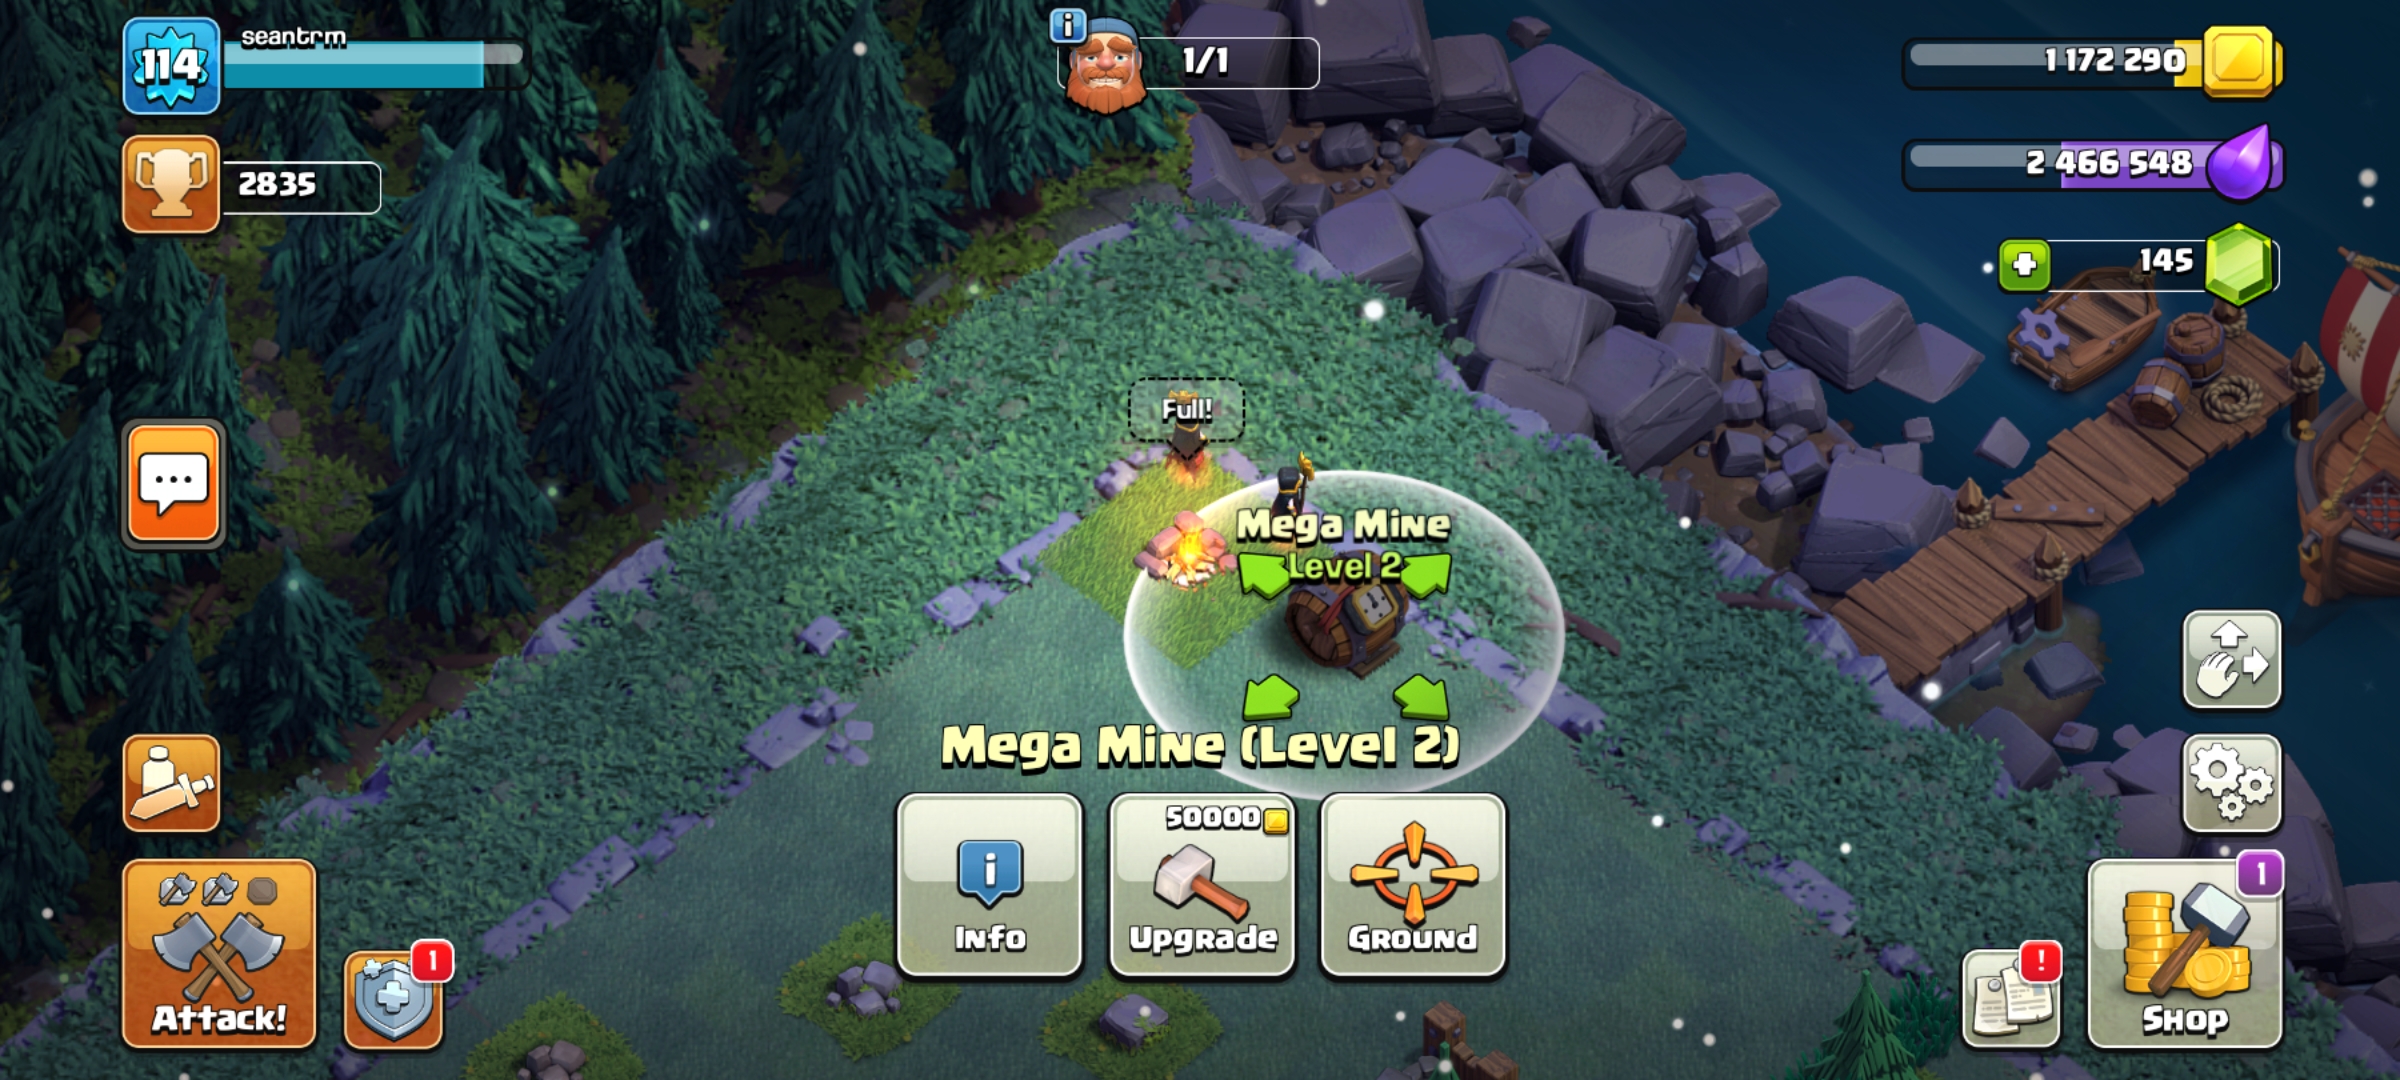 114
seantrm
1/1
1 172 290
2835
2 466 548
145
Full!
Mega Mine
Level 2
Mega Mine (Level 2)
50000
Info
Upgrade
Ground
1
1
!
Attack!
Shop